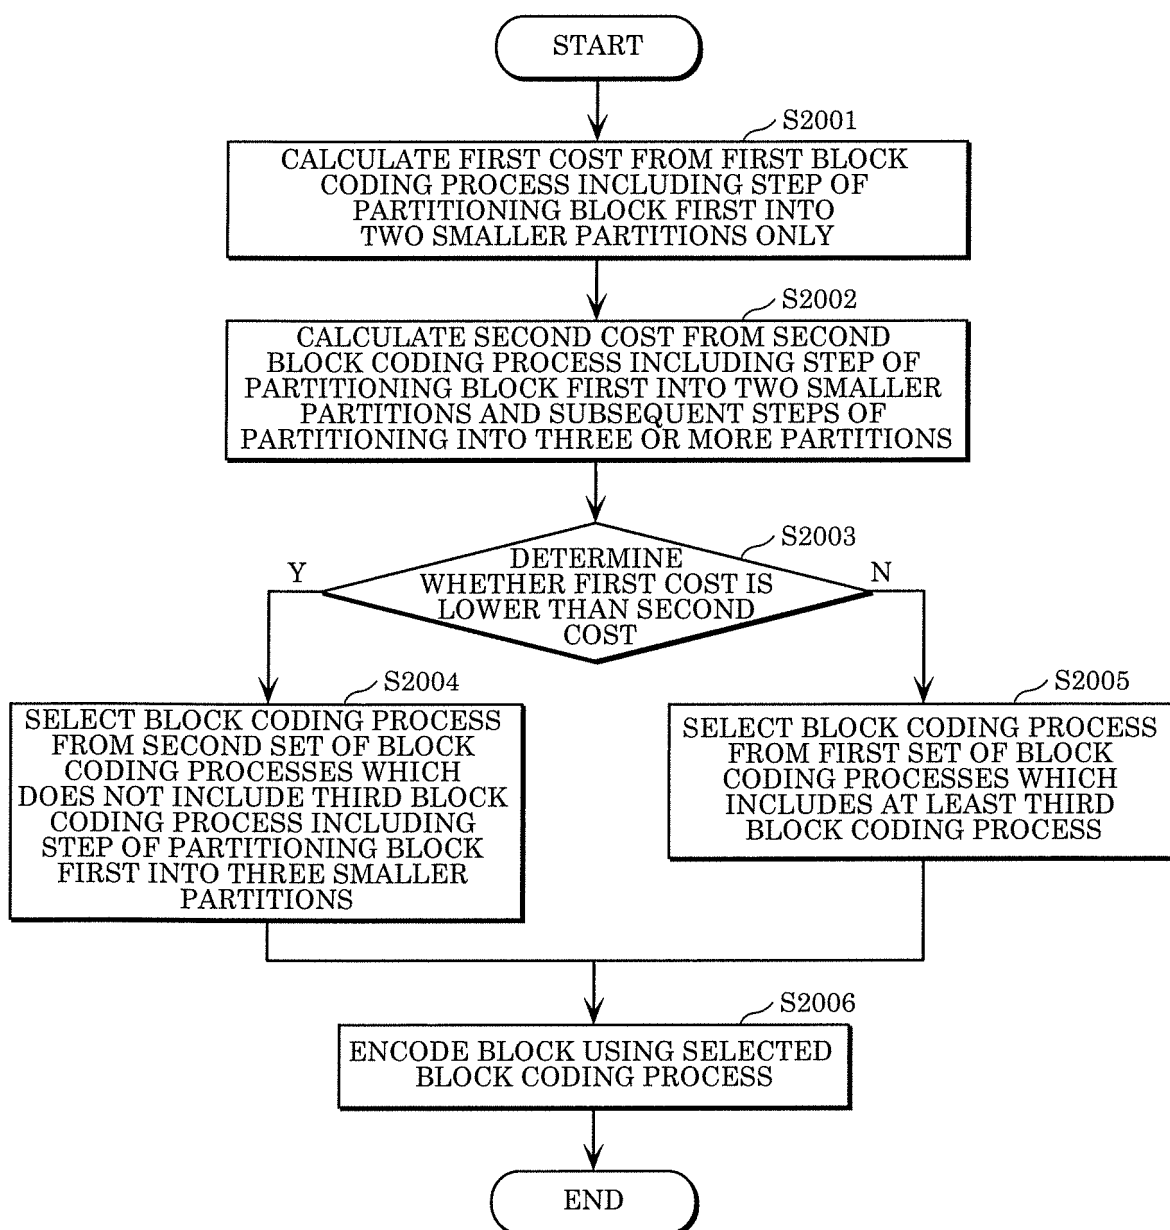 START
S2001
CALCULATE FIRST COST FROM FIRST BLOCK
CODING PROCESS INCLUDING STEP OF
PARTITIONING BLOCK FIRST INTO
TWO SMALLER PARTITIONS ONLY
S2002
CALCULATE SECOND COST FROM SECOND
BLOCK CODING PROCESS INCLUDING STEP OF
PARTITIONING BLOCK FIRST INTO TWO SMALLER
PARTITIONS AND SUBSEQUENT STEPS OF
PARTITIONING INTO THREE OR MORE PARTITIONS
S2003
DETERMINE
WHETHER FIRST COST IS
LOWER THAN SECOND
COST
Y
N
S2004
SELECT BLOCK CODING PROCESS
FROM SECOND SET OF BLOCK
CODING PROCESSES WHICH
DOES NOT INCLUDE THIRD BLOCK
CODING PROCESS INCLUDING
STEP OF PARTITIONING BLOCK
FIRST INTO THREE SMALLER
PARTITIONS
S2005
SELECT BLOCK CODING PROCESS
FROM FIRST SET OF BLOCK
CODING PROCESSES WHICH
INCLUDES AT LEAST THIRD
BLOCK CODING PROCESS
S2006
ENCODE BLOCK USING SELECTED
BLOCK CODING PROCESS
END